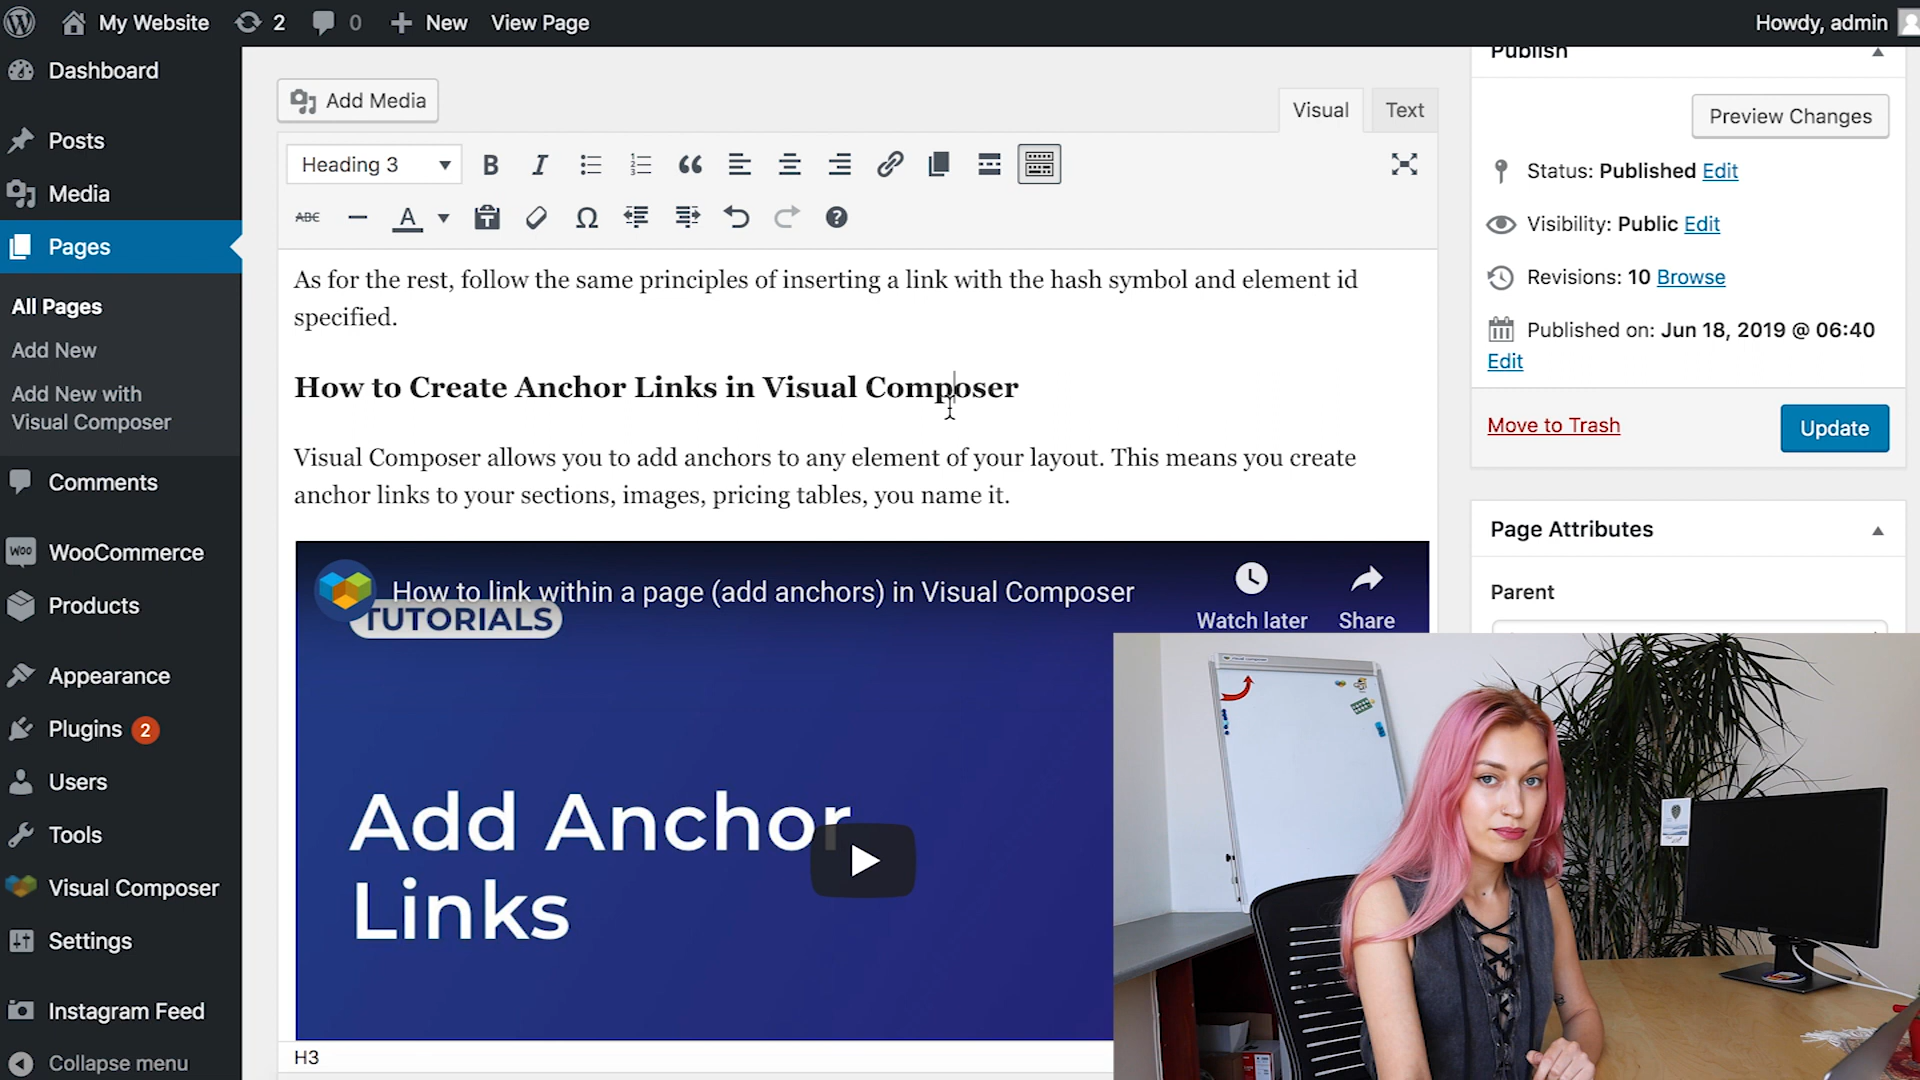 My Website
2
0
New
View Page
Howdy, admin
Dashboard
Posts
Media
Pages
All Pages
Add New
Add New with
Visual Composer
Comments
WOO
WooCommerce
Products
Appearance
Plugins 2
Users
Tools
Visual Composer
Settings
Instagram Feed
Collapse menu
Add Media
Visual
Text
Heading 3
B I
ABC
A
Ω
?
As for the rest, follow the same principles of inserting a link with the hash symbol and element id
specified.
How to Create Anchor Links in Visual Composer
Visual Composer allows you to add anchors to any element of your layout. This means you create
anchor links to your sections, images, pricing tables, you name it.
How to link within a page (add anchors) in Visual Composer
TUTORIALS
Watch later
Share
Add Anchor
Links
H3
Publish
Preview Changes
Status: Published Edit
Visibility: Public Edit
Revisions: 10 Browse
Published on: Jun 18, 2019 @ 06:40
Edit
Move to Trash
Update
Page Attributes
Parent